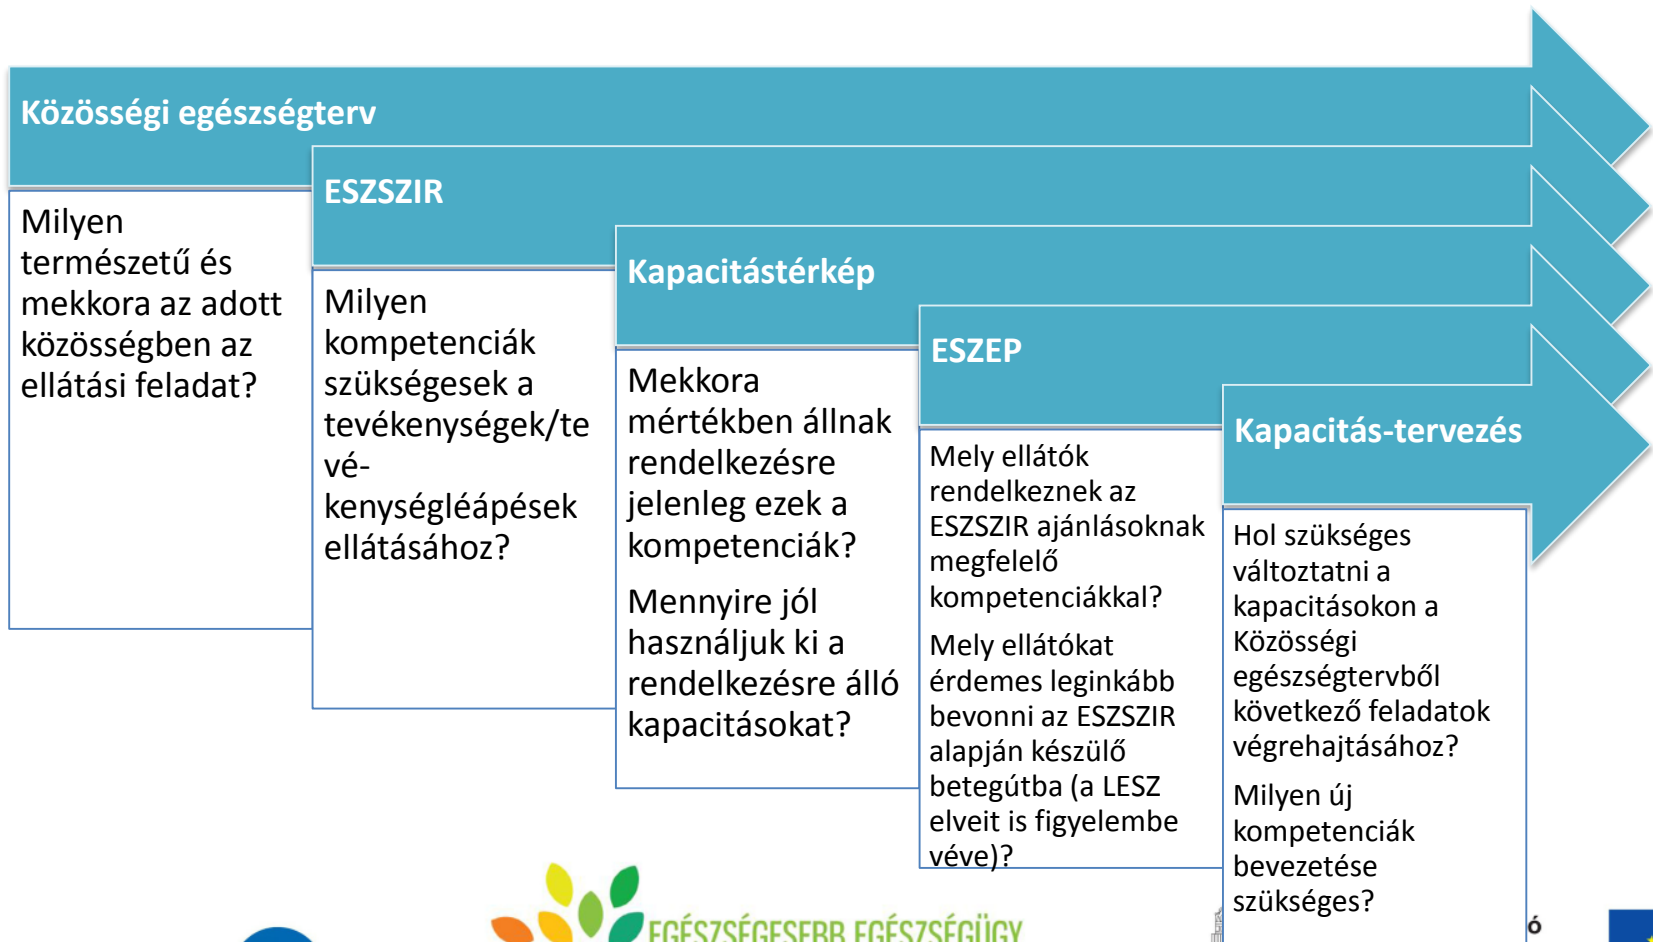 Közösségi egészségterv
Milyen
természetű és
mekkora az adott
közösségben az
ellátási feladat?
ESZSZIR
Milyen
kompetenciák
szükségesek a
tevékenységek/te
vé-
kenységléápések
ellátásához?
Kapacitástérkép
Mekkora
mértékben állnak
rendelkezésre
jelenleg ezek a
kompetenciák?
Mennyire jól
használjuk ki a
rendelkezésre álló
kapacitásokat?
ESZEP
Mely ellátók
rendelkeznek az
ESZSZIR ajánlásoknak
megfelelő
kompetenciákkal?
Mely ellátókat
érdemes leginkább
bevonni az ESZSZIR
alapján készülő
betegútba (a LESZ
elveit is figyelembe
véve)?
Kapacitás-tervezés
Hol szükséges
változtatni a
kapacitásokon a
Közösségi
egészségtervből
következő feladatok
végrehajtásához?
Milyen új
kompetenciák
bevezetése
szükséges?
EGÉSZSÉGESEBB EGÉSZSÉGÜGY
ó